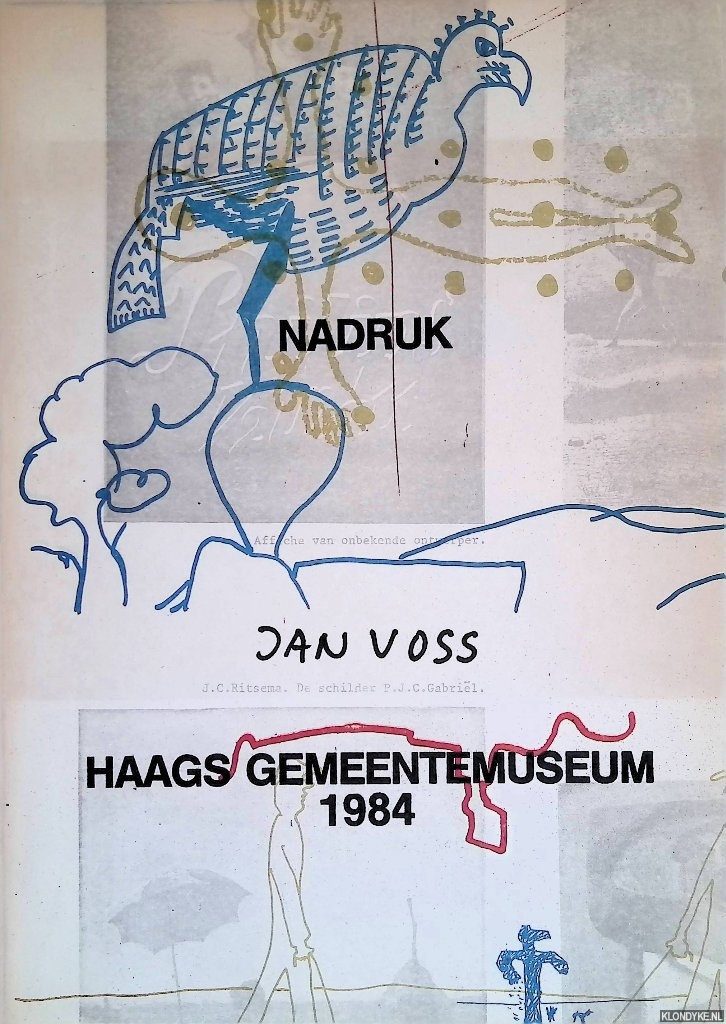 NADRUK
Affiche van onbekende ontwerper.
JAN VOSS
J.C.Ritsema. De schilder P.J.C.Gabriël.
HAAGS GEMEENTEMUSEUM
1984
KLONDYKE.NL